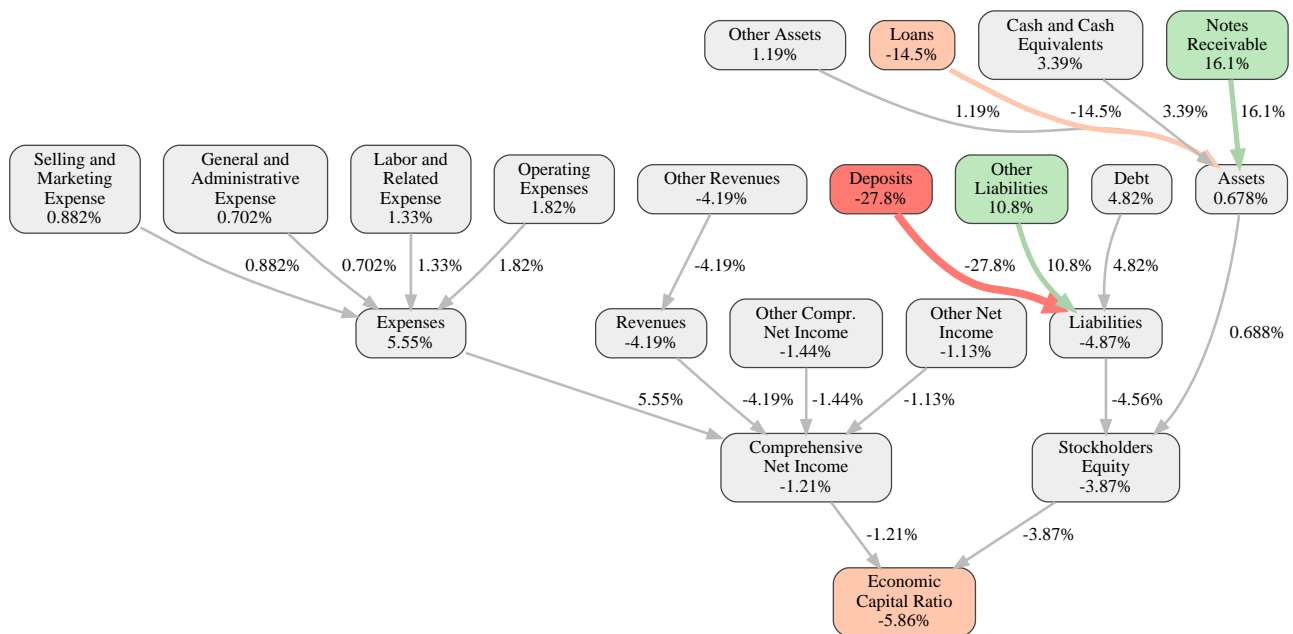 Other Assets
1.19%
Loans
-14.5%
Cash and Cash
Equivalents
3.39%
Notes
Receivable
16.1%
1.19%
-14.5%
3.39%
16.1%
Selling and
Marketing
Expense
0.882%
General and
Administrative
Expense
0.702%
Labor and
Related
Expense
1.33%
Operating
Expenses
1.82%
Other Revenues
-4.19%
Deposits
-27.8%
Other
Liabilities
10.8%
Debt
4.82%
Assets
0.678%
0.882%
0.702%
1.33%
1.82%
-4.19%
-27.8%
10.8%
4.82%
Expenses
5.55%
Revenues
-4.19%
Other Compr.
Net Income
-1.44%
Other Net
Income
-1.13%
Liabilities
-4.87%
0.688%
5.55%
-4.19%
-1.44%
-1.13%
-4.56%
Comprehensive
Net Income
-1.21%
Stockholders
Equity
-3.87%
-1.21%
-3.87%
Economic
Capital Ratio
-5.86%